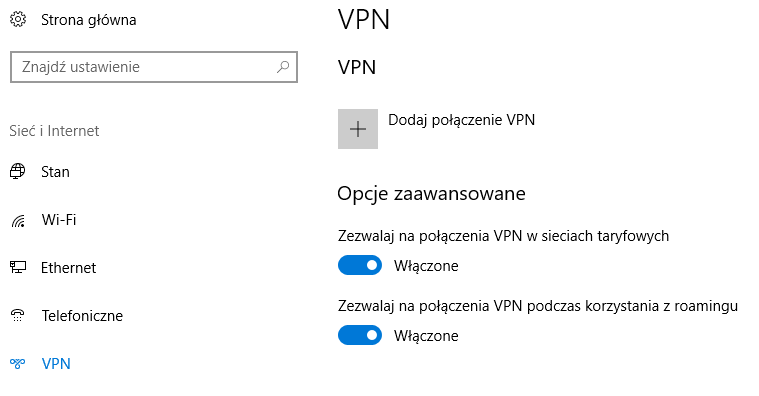 Strona główna
Znajdź ustawienie
Sieć i Internet
Stan
Wi-Fi
Ethernet
Telefoniczne
VPN
VPN
VPN
Dodaj połączenie VPN
Opcje zaawansowane
Zezwalaj na połączenia VPN w sieciach taryfowych
Włączone
Zezwalaj na połączenia VPN podczas korzystania z roamingu
Włączone